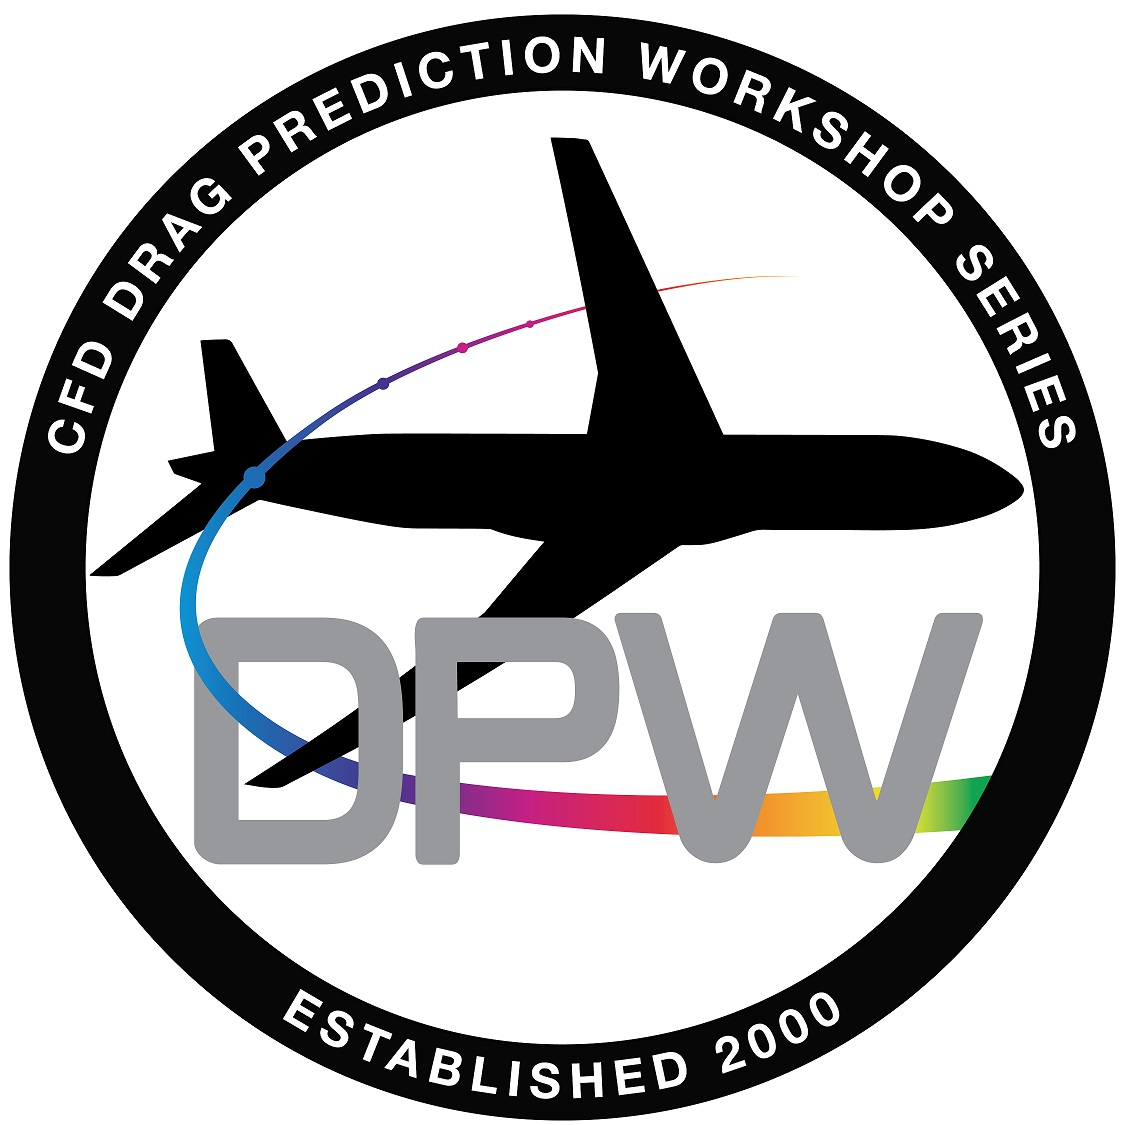 CFD DRAG PREDICTION WORKSHOP SERIES
DPW
ESTABLISHED 2000